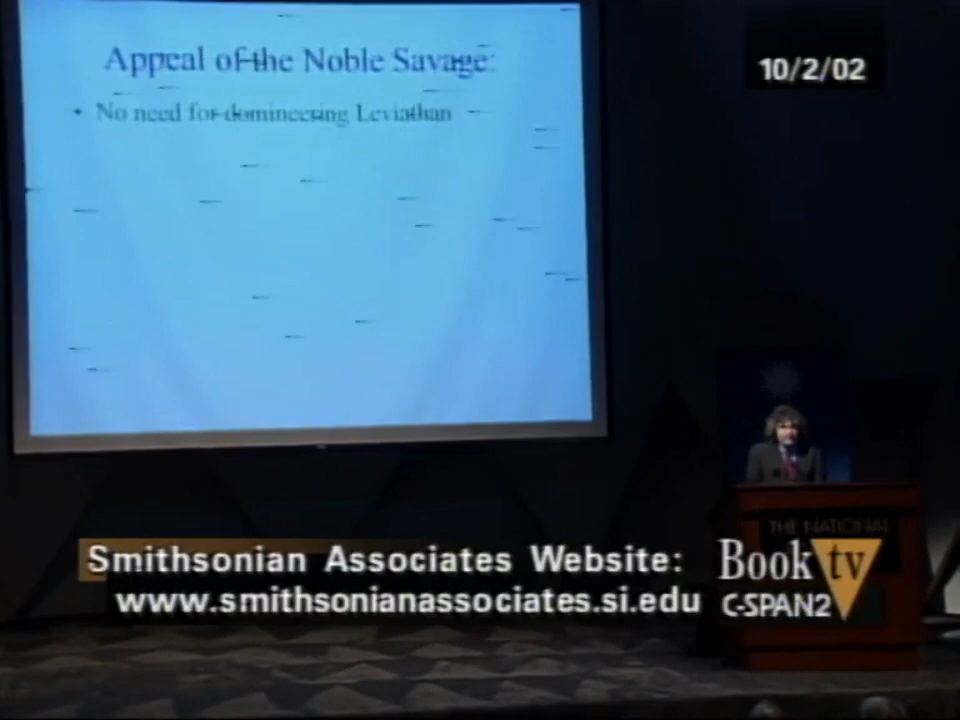 Appeal of the Noble Savage:
• No need for domineering Leviathan
10/2/02
THE NATIONAL
Smithsonian Associates Website:
www.smithsonianassociates.si.edu
Book tv
C-SPAN2